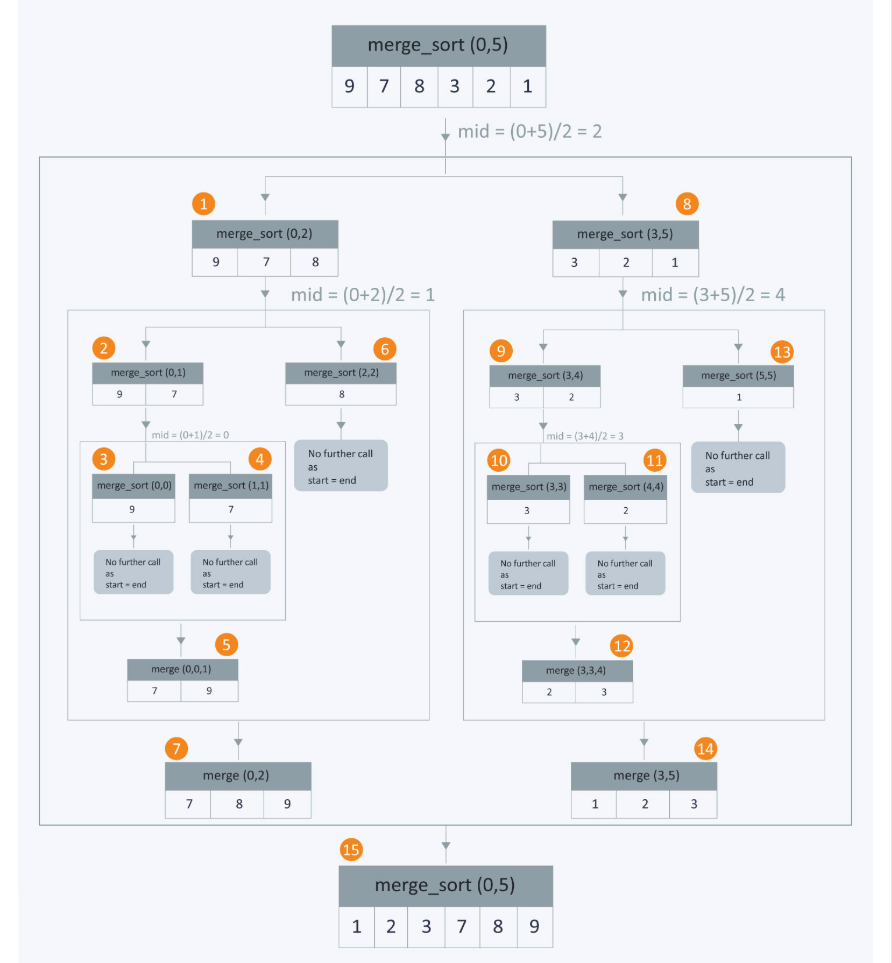 merge_sort (0,5)
9 7 8 3 2 1
mid = (0+5)/2 = 2
1 8
merge_sort (0,2) merge_sort (3,5)
9 7 8 3 2 1
mid = (0+2)/2 = 1 mid = (3+5)/2 = 4
2 6 9 13
merge_sort (0,1) merge_sort (2,2) merge_sort (3,4) merge_sort (5,5)
9 7 8 3 2 1
mid = (0+1)/2 = 0 mid = (3+4)/2 = 3
No further call
as
start = end
No further call
as
start = end
3 4 10 11
merge_sort (0,0) merge_sort (1,1) merge_sort (3,3) merge_sort (4,4)
9 7 3 2
No further call
as
start = end
No further call
as
start = end
No further call
as
start = end
No further call
as
start = end
5 12
merge (0,0,1) merge (3,3,4)
7 9 2 3
7 14
merge (0,2) merge (3,5)
7 8 9 1 2 3
15
merge_sort (0,5)
1 2 3 7 8 9